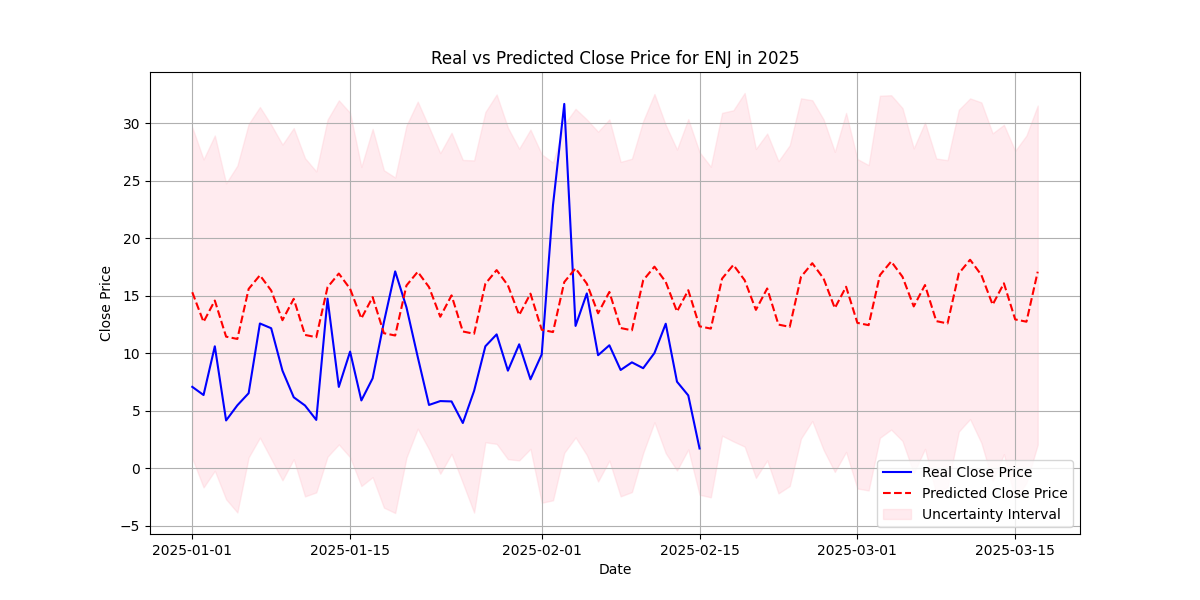 Real vs Predicted Close Price for ENJ in 2025
Close Price
30
25
20
15
10
5
0
−5
Real Close Price
Predicted Close Price
Uncertainty Interval
2025-01-01 2025-01-15 2025-02-01 2025-02-15 2025-03-01 2025-03-15
Date